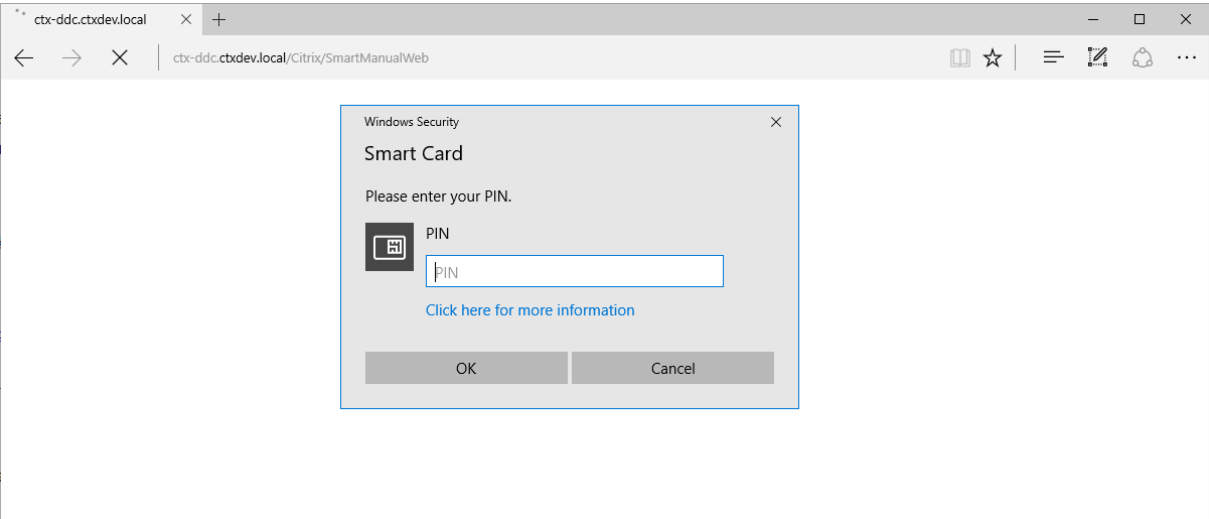 ctx-ddc.ctxdev.local
ctx-ddc.ctxdev.local/Citrix/SmartManualWeb
Windows Security
Smart Card
Please enter your PIN.
PIN
PIN
Click here for more information
OK Cancel